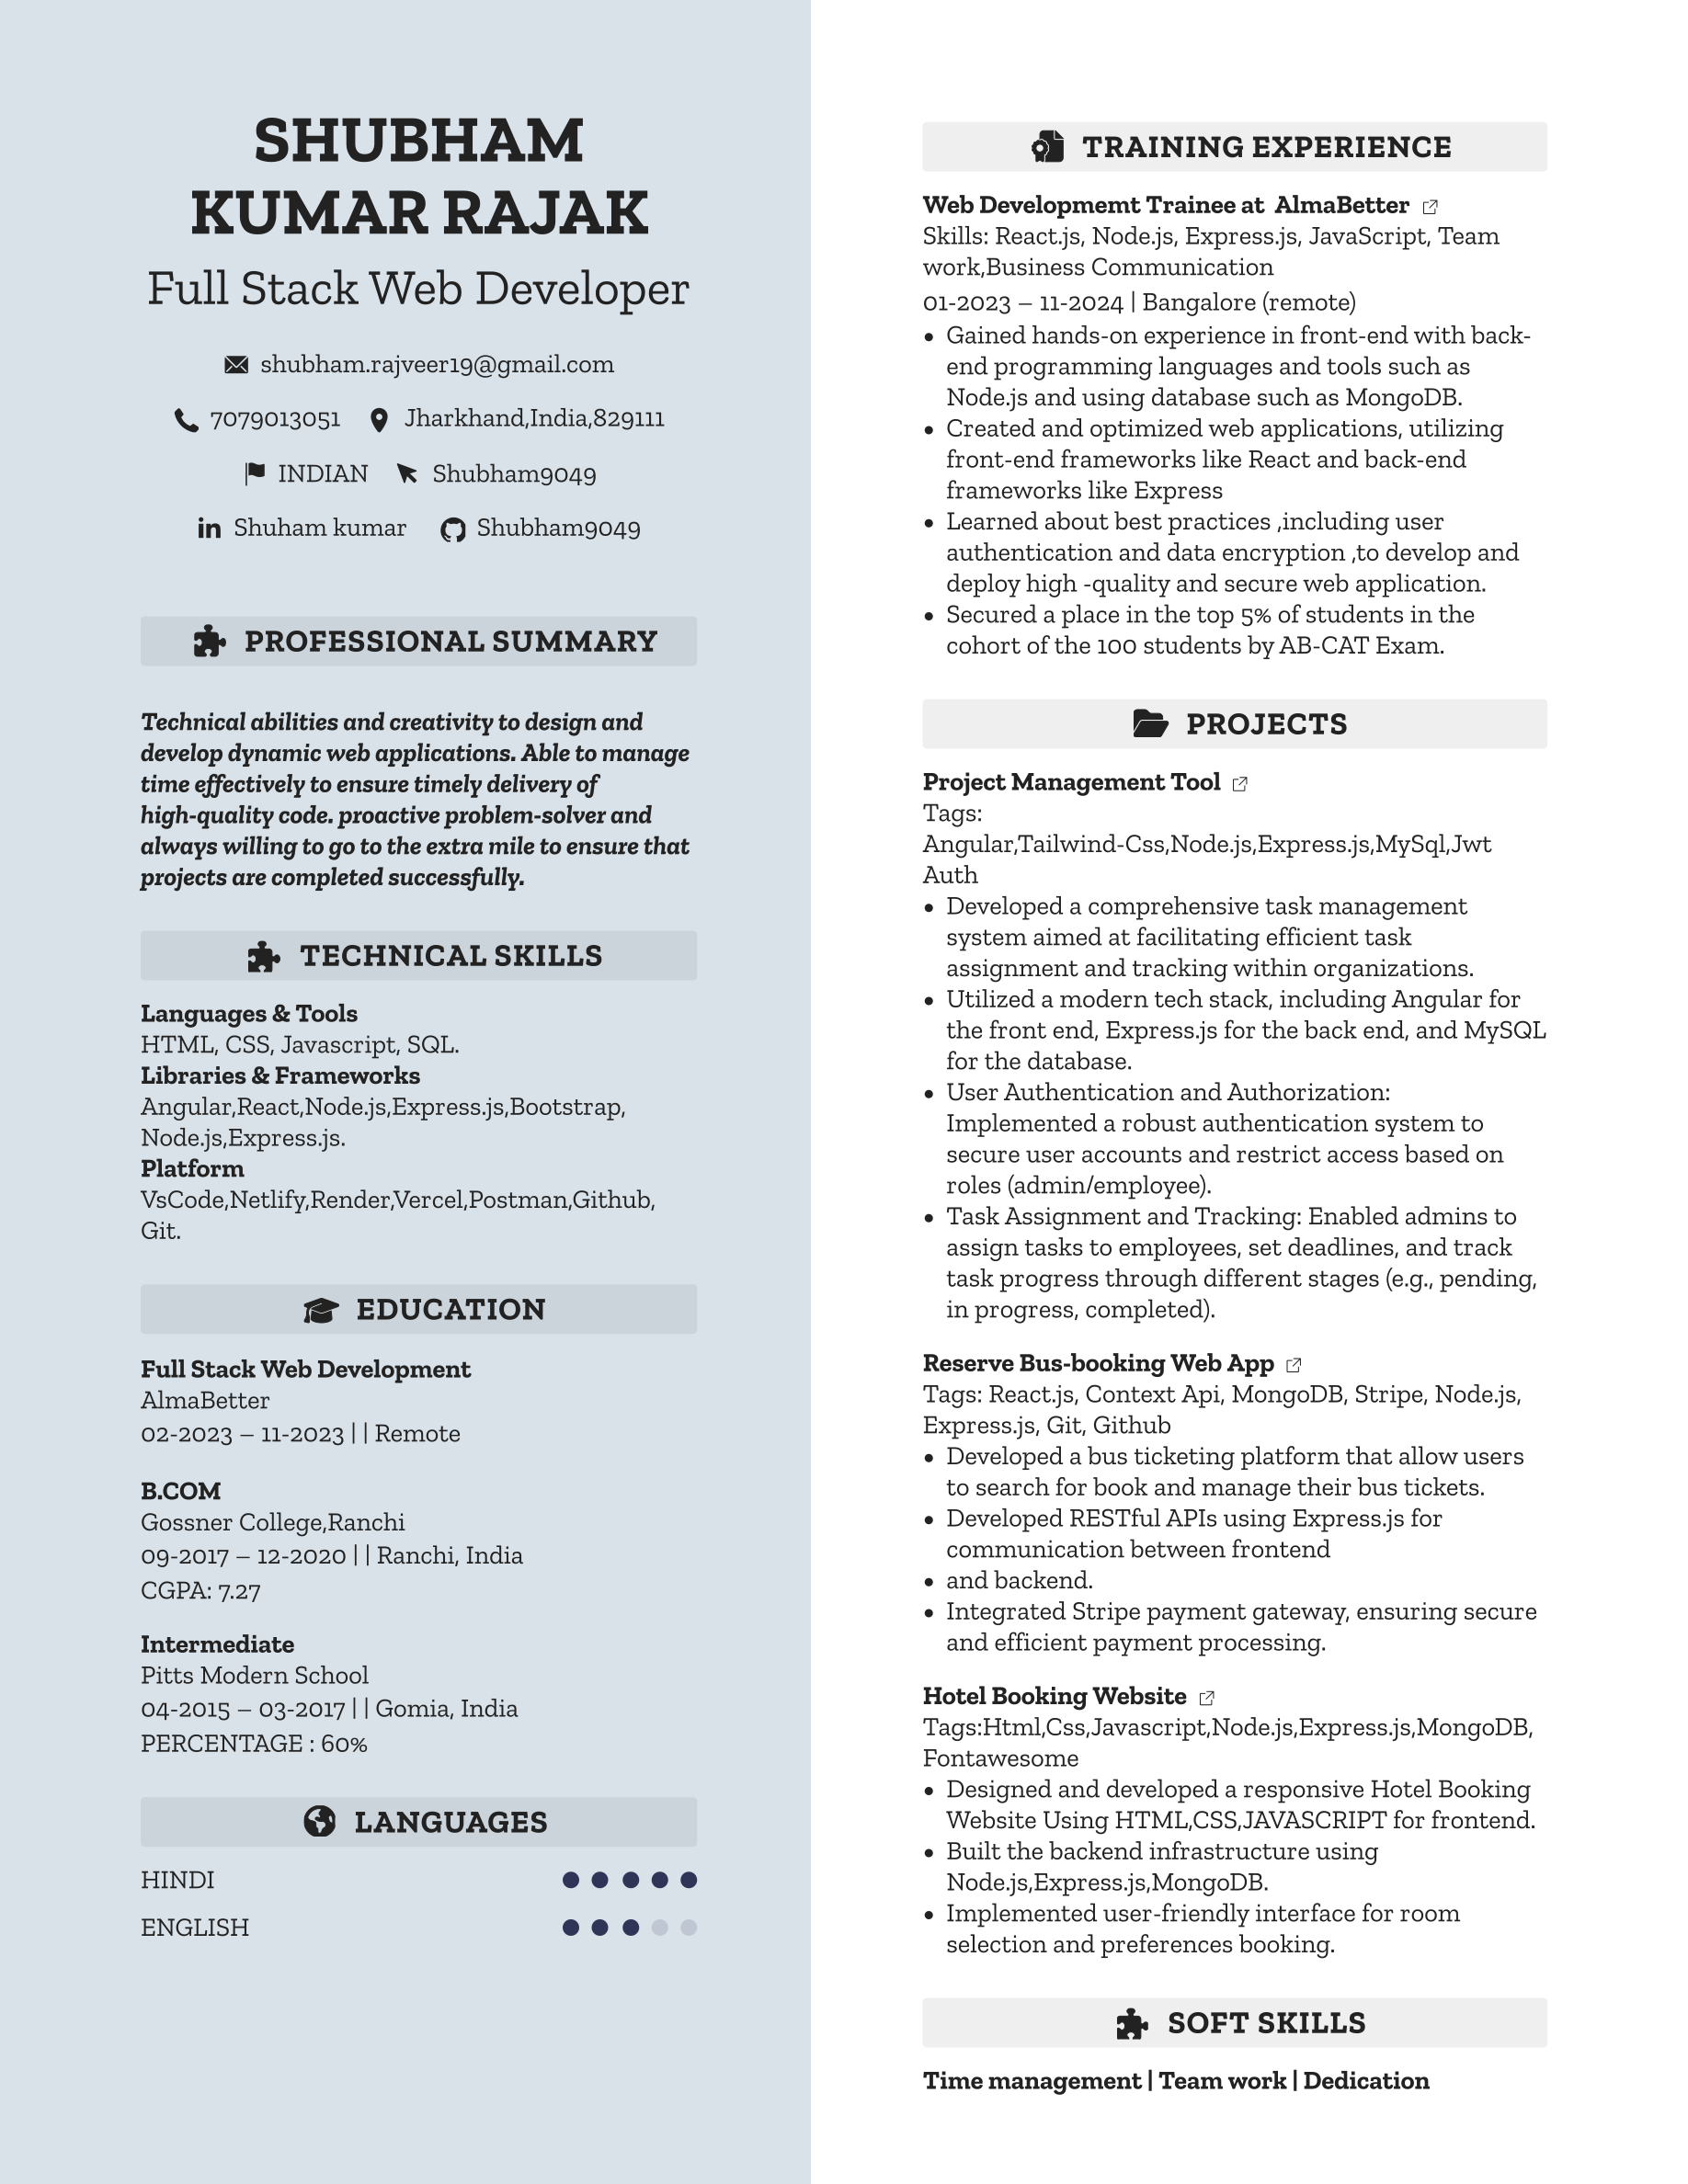 SHUBHAM
KUMAR RAJAK
Full Stack Web Developer
shubham.rajveer19@gmail.com
7079013051 Jharkhand,India,829111
INDIAN Shubham9049
Shuham kumar Shubham9049
PROFESSIONAL SUMMARY
Technical abilities and creativity to design and
develop dynamic web applications. Able to manage
time effectively to ensure timely delivery of
high-quality code. proactive problem-solver and
always willing to go to the extra mile to ensure that
projects are completed successfully.
TECHNICAL SKILLS
Languages & Tools
HTML, CSS, Javascript, SQL.
Libraries & Frameworks
Angular,React,Node.js,Express.js,Bootstrap,
Node.js,Express.js.
Platform
VsCode,Netlify,Render,Vercel,Postman,Github,
Git.
EDUCATION
Full Stack Web Development
AlmaBetter
02-2023 – 11-2023 | | Remote
B.COM
Gossner College,Ranchi
09-2017 – 12-2020 | | Ranchi, India
CGPA: 7.27
Intermediate
Pitts Modern School
04-2015 – 03-2017 | | Gomia, India
PERCENTAGE : 60%
LANGUAGES
HINDI
ENGLISH
TRAINING EXPERIENCE
Web Developmemt Trainee at AlmaBetter
Skills: React.js, Node.js, Express.js, JavaScript, Team
work,Business Communication
01-2023 – 11-2024 | Bangalore (remote)
• Gained hands-on experience in front-end with back-
end programming languages and tools such as
Node.js and using database such as MongoDB.
• Created and optimized web applications, utilizing
front-end frameworks like React and back-end
frameworks like Express
• Learned about best practices ,including user
authentication and data encryption ,to develop and
deploy high -quality and secure web application.
• Secured a place in the top 5% of students in the
cohort of the 100 students by AB-CAT Exam.
PROJECTS
Project Management Tool
Tags:
Angular,Tailwind-Css,Node.js,Express.js,MySql,Jwt
Auth
• Developed a comprehensive task management
system aimed at facilitating efficient task
assignment and tracking within organizations.
• Utilized a modern tech stack, including Angular for
the front end, Express.js for the back end, and MySQL
for the database.
• User Authentication and Authorization:
Implemented a robust authentication system to
secure user accounts and restrict access based on
roles (admin/employee).
• Task Assignment and Tracking: Enabled admins to
assign tasks to employees, set deadlines, and track
task progress through different stages (e.g., pending,
in progress, completed).
Reserve Bus-booking Web App
Tags: React.js, Context Api, MongoDB, Stripe, Node.js,
Express.js, Git, Github
• Developed a bus ticketing platform that allow users
to search for book and manage their bus tickets.
• Developed RESTful APIs using Express.js for
communication between frontend
• and backend.
• Integrated Stripe payment gateway, ensuring secure
and efficient payment processing.
Hotel Booking Website
Tags:Html,Css,Javascript,Node.js,Express.js,MongoDB,
Fontawesome
• Designed and developed a responsive Hotel Booking
Website Using HTML,CSS,JAVASCRIPT for frontend.
• Built the backend infrastructure using
Node.js,Express.js,MongoDB.
• Implemented user-friendly interface for room
selection and preferences booking.
SOFT SKILLS
Time management | Team work | Dedication